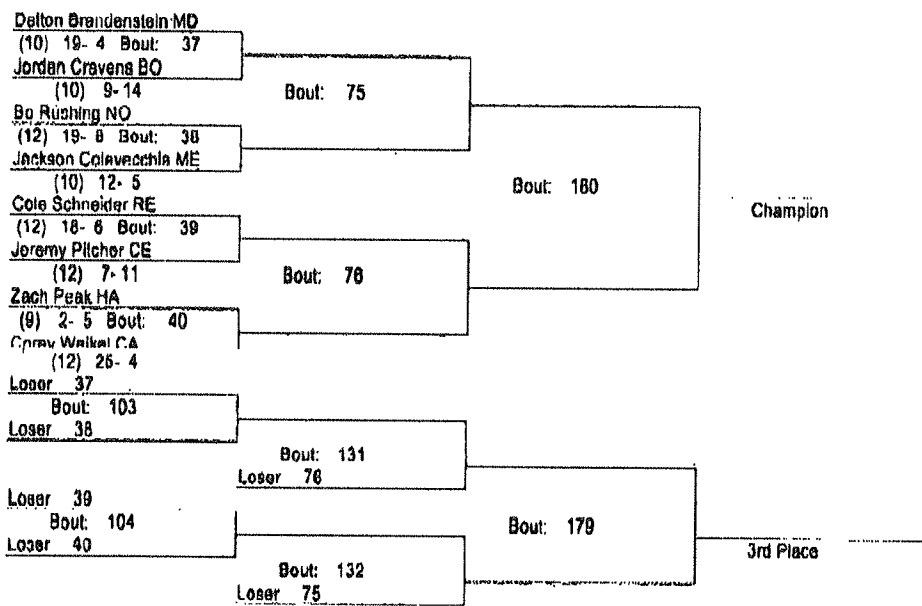 Dalton Brandenstein MD
(10) 19- 4 Bout: 37
Jordan Cravens BO
(10) 9- 14
Bo Rushing NO
(12) 19- 8 Bout: 38
Jackson Colavecchia ME
(10) 12- 5
Cole Schneider RE
(12) 18- 6 Bout: 39
Jeremy Pilcher CE
(12) 7- 11
Zach Peak HA
(9) 2- 5 Bout: 40
Corey Weikel CA
(12) 26- 4
Bout: 75
Bout: 76
Bout: 180
Champion
Loser 37
Bout: 103
Loser 38
Loser 39
Bout: 104
Loser 40
Bout: 131
Loser 76
Bout: 132
Loser 75
Bout: 179
3rd Place